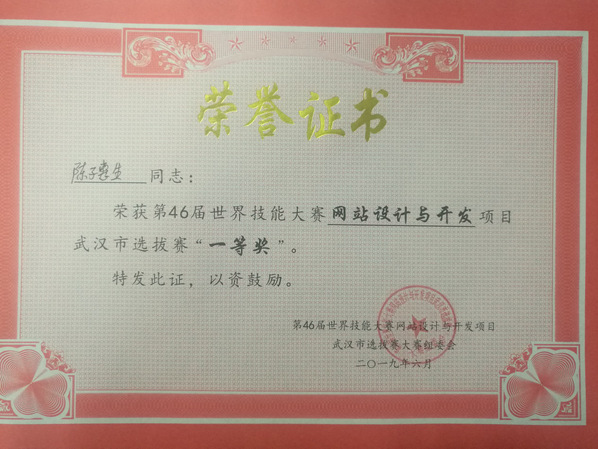 荣誉证书
陈子惠生 同志：
荣获第46届世界技能大赛网站设计与开发项目
武汉市选拔赛“一等奖”。
特发此证，以资鼓励。
第46届世界技能大赛网站设计与开发项目
武汉市选拔赛大赛组委会
二〇一九年六月